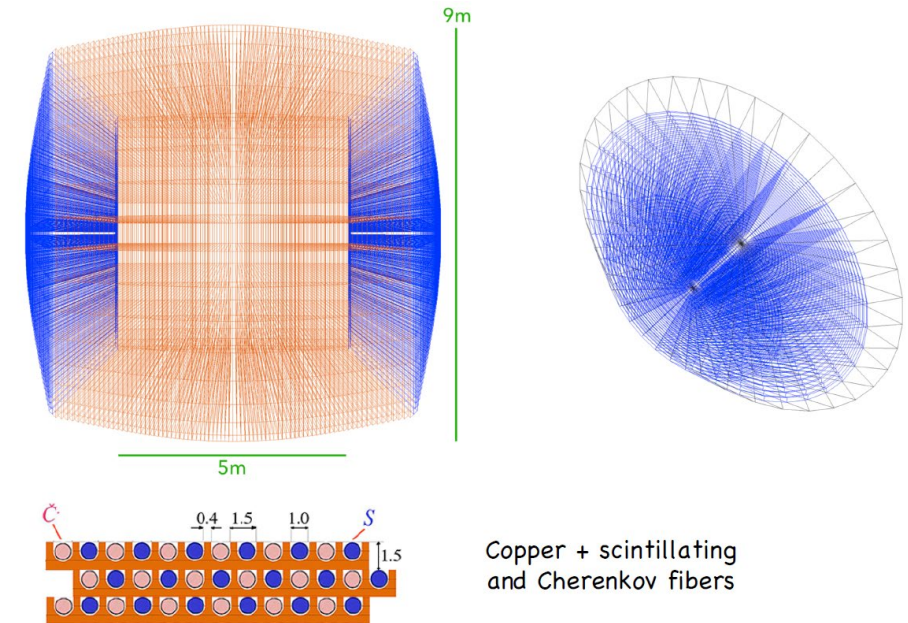 9m
5m
Č
0.4
1.5
1.0
S
1.5
Copper + scintillating
and Cherenkov fibers